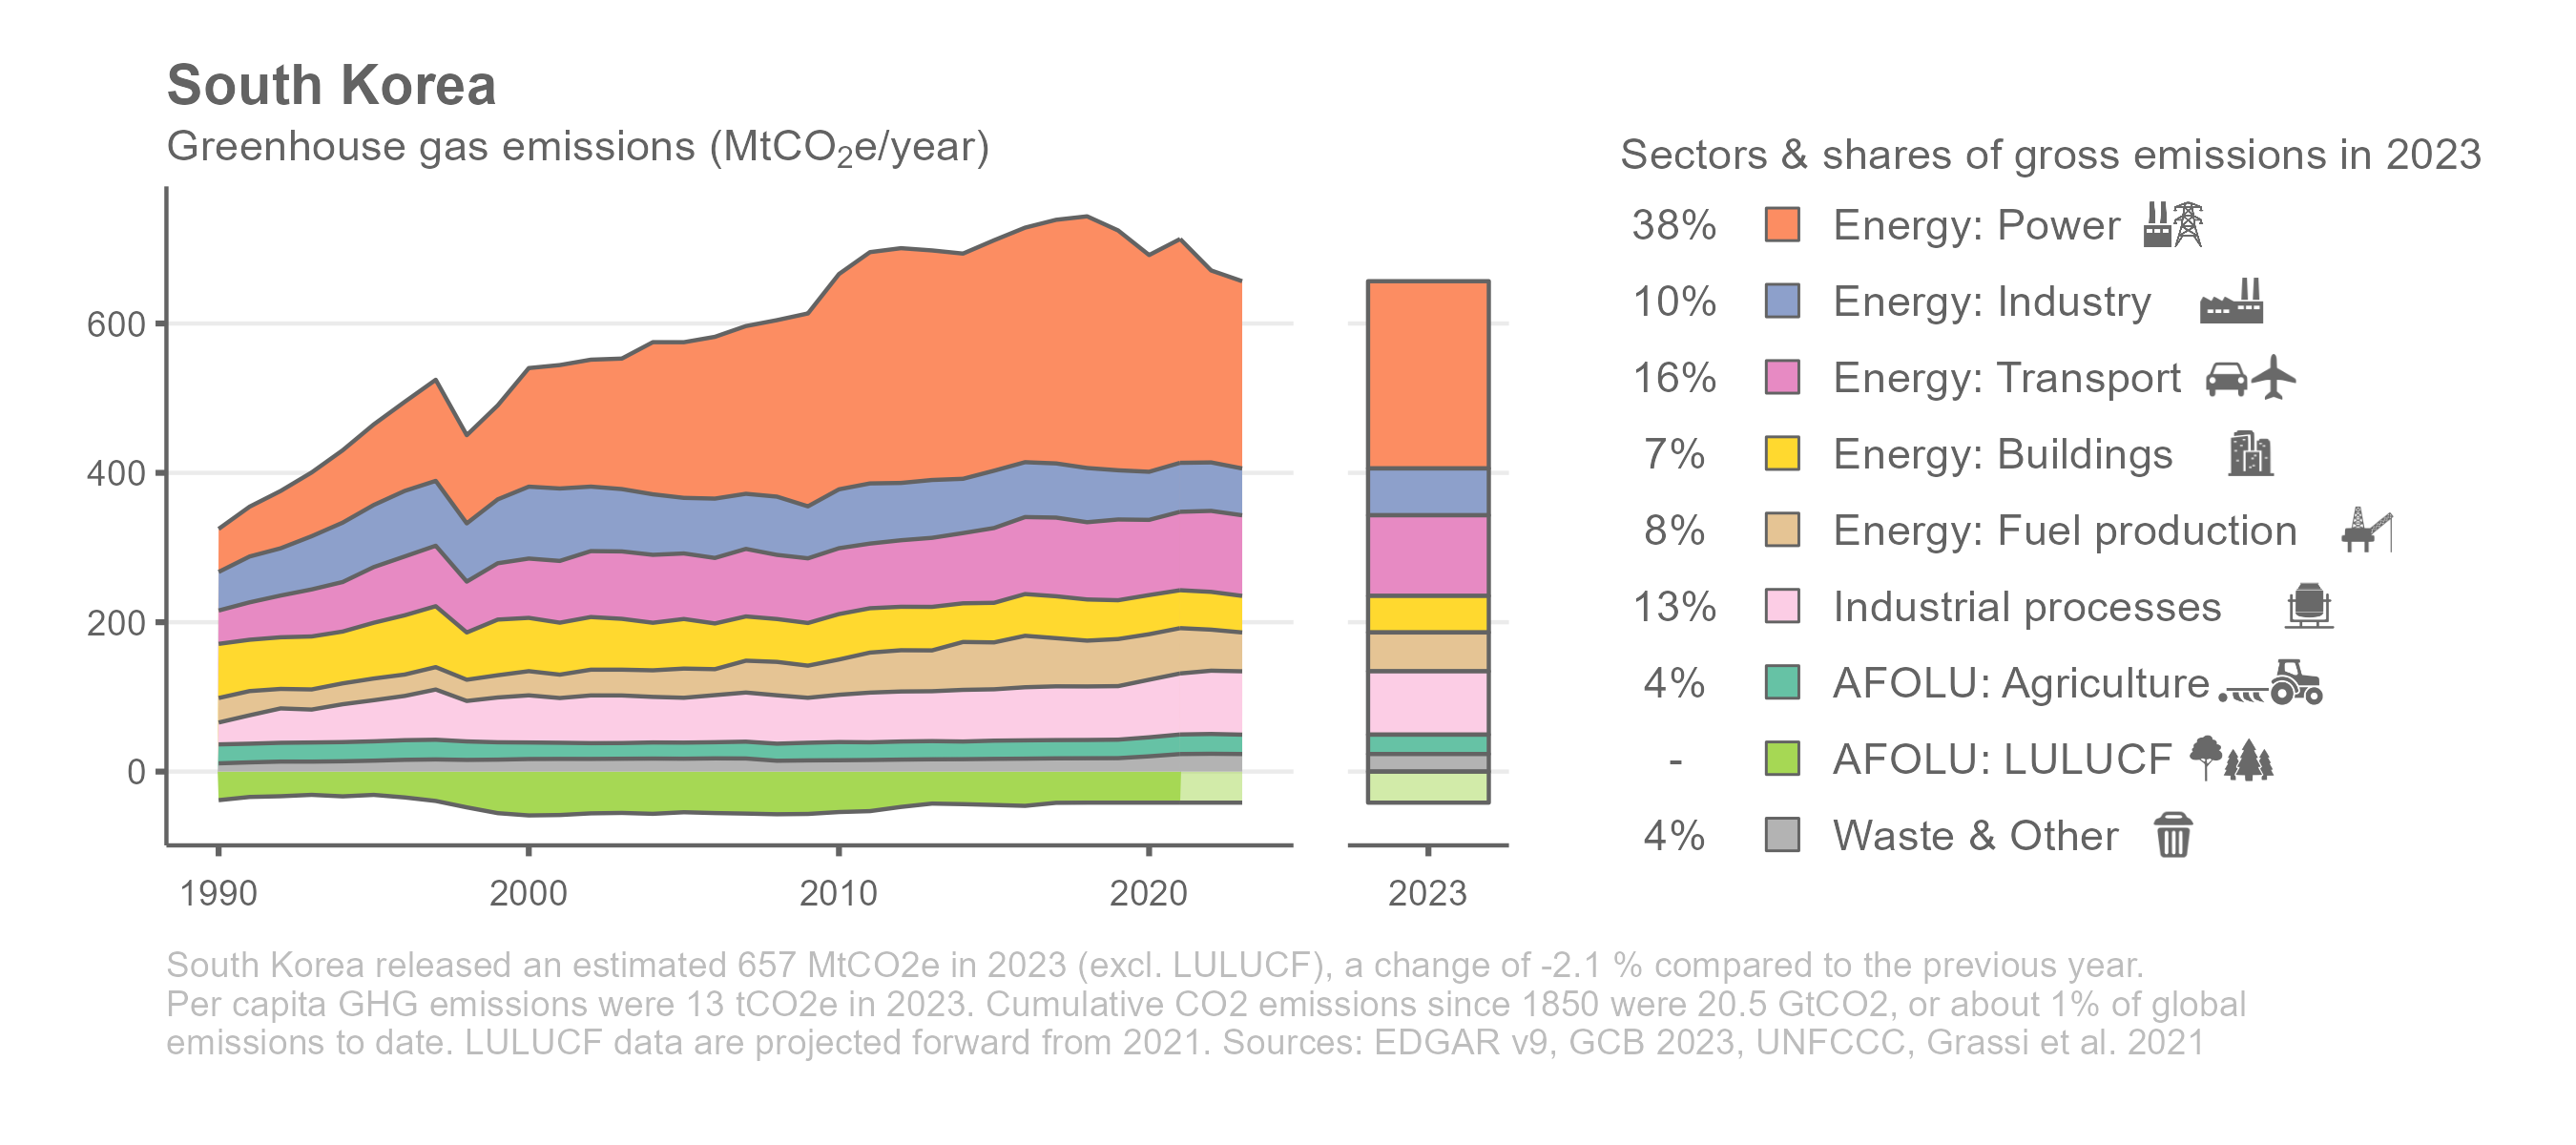 South Korea
Greenhouse gas emissions (MtCO₂e/year)
600
400
200
0
1990
2000
2010
2020
2023
Sectors & shares of gross emissions in 2023
38% Energy: Power
10% Energy: Industry
16% Energy: Transport
7% Energy: Buildings
8% Energy: Fuel production
13% Industrial processes
4% AFOLU: Agriculture
- AFOLU: LULUCF
4% Waste & Other
South Korea released an estimated 657 MtCO2e in 2023 (excl. LULUCF), a change of -2.1 % compared to the previous year.
Per capita GHG emissions were 13 tCO2e in 2023. Cumulative CO2 emissions since 1850 were 20.5 GtCO2, or about 1% of global
emissions to date. LULUCF data are projected forward from 2021. Sources: EDGAR v9, GCB 2023, UNFCCC, Grassi et al. 2021